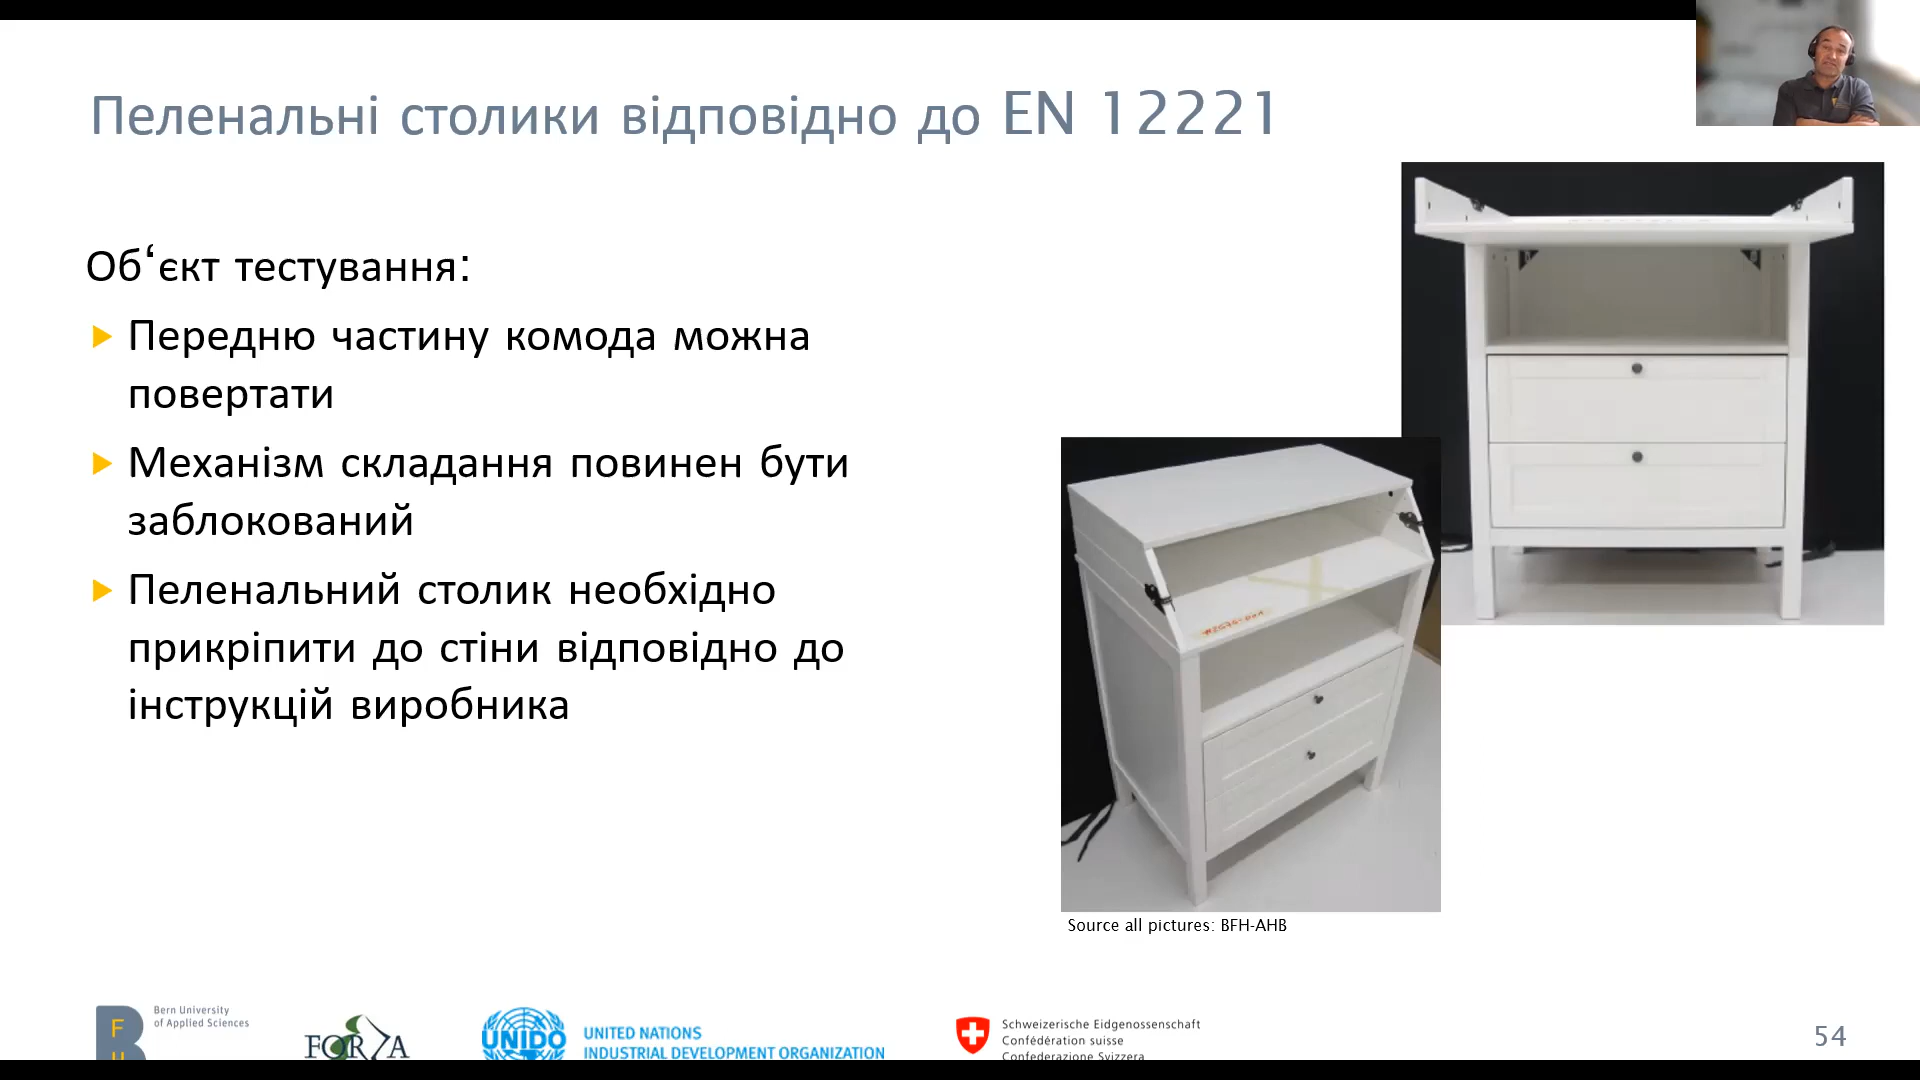 Пеленальні столики відповідно до EN 12221
Об‘єкт тестування:
Передню частину комода можна
повертати
Механізм складання повинен бути
заблокований
Пеленальний столик необхідно
прикріпити до стіни відповідно до
інструкцій виробника
Source all pictures: BFH-AHB
Bern University
of Applied Sciences
F
FORZA
UNIDO
UNITED NATIONS
INDUSTRIAL DEVELOPMENT ORGANIZATION
Schweizerische Eidgenossenschaft
Confédération suisse
Confederazione Svizzera
54